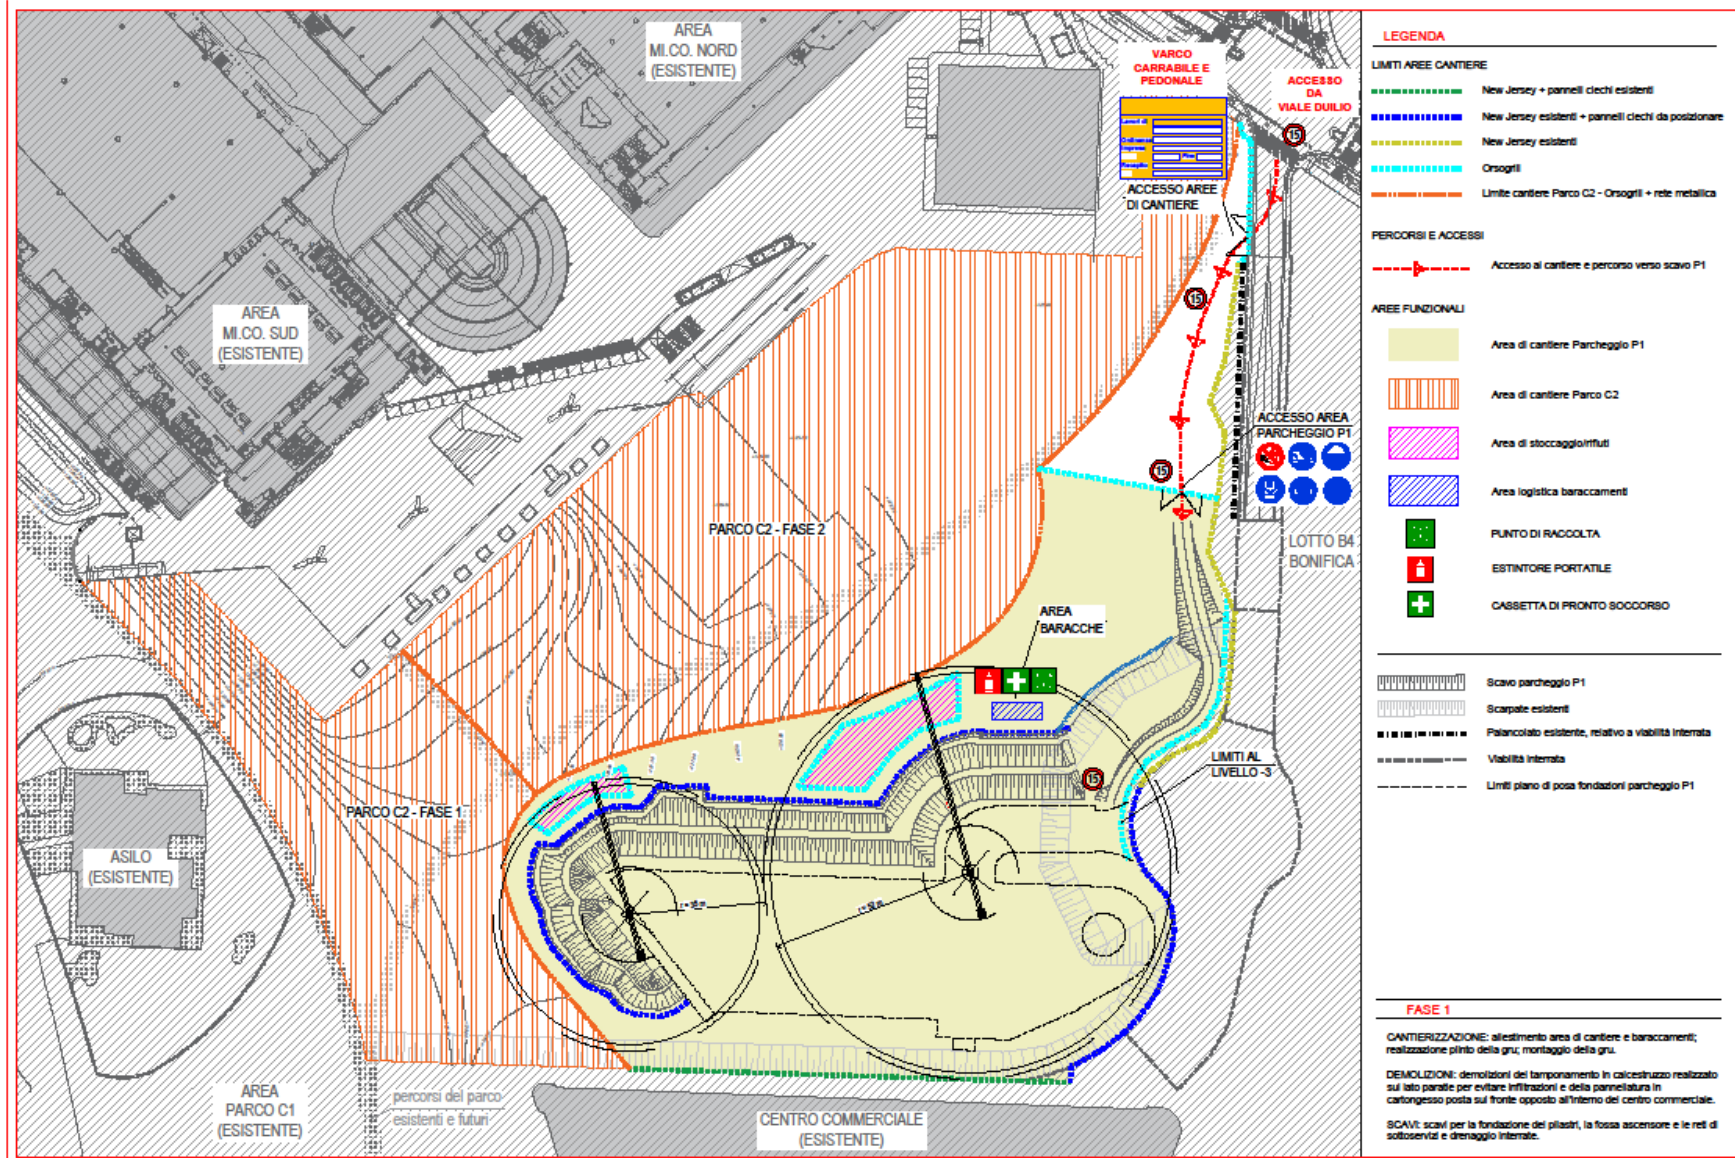 AREA
MI.CO. NORD
(ESISTENTE)
VARCO
CARRABILE E
PEDONALE
ACCESSO
DA
VIALE DUILIO
15
ACCESSO AREE
DI CANTIERE
AREA
MI.CO. SUD
(ESISTENTE)
15
ACCESSO AREA
PARCHEGGIO P1
15
PARCO C2 - FASE 2
LOTTO B4
BONIFICA
AREA
BARACCHE
LIMITI AL
LIVELLO -3
15
PARCO C2 - FASE 1
ASILO
(ESISTENTE)
AREA
PARCO C1
(ESISTENTE)
percorsi del parco
esistenti e futuri
CENTRO COMMERCIALE
(ESISTENTE)
LEGENDA
LIMITI AREE CANTIERE
New Jersey + pannelli ciechi esistenti
New Jersey esistenti + pannelli ciechi da posizionare
New Jersey esistenti
Orsogrill
Limite cantiere Parco C2 - Orsogrill + rete metallica
PERCORSI E ACCESSI
Accesso al cantiere e percorso verso scavo P1
AREE FUNZIONALI
Area di cantiere Parcheggio P1
Area di cantiere Parco C2
Area di stoccaggio/rifiuti
Area logistica baraccamenti
PUNTO DI RACCOLTA
ESTINTORE PORTATILE
CASSETTA DI PRONTO SOCCORSO
Scavo parcheggio P1
Scarpate esistenti
Palancolato esistente, relativo a viabilità interrata
Viabilità interrata
Limiti piano di posa fondazioni parcheggio P1
FASE 1
CANTIERIZZAZIONE: allestimento area di cantiere e baraccamenti;
realizzazione plinto della gru; montaggio della gru.
DEMOLIZIONI: demolizioni del tamponamento in calcestruzzo realizzato
sul lato paratie per evitare infiltrazioni e della pannellatura in
cartongesso posta sul fronte opposto all'interno del centro commerciale.
SCAVI: scavi per la fondazione dei pilastri, la fossa ascensore e le reti di
sottoservizi e drenaggio interrate.